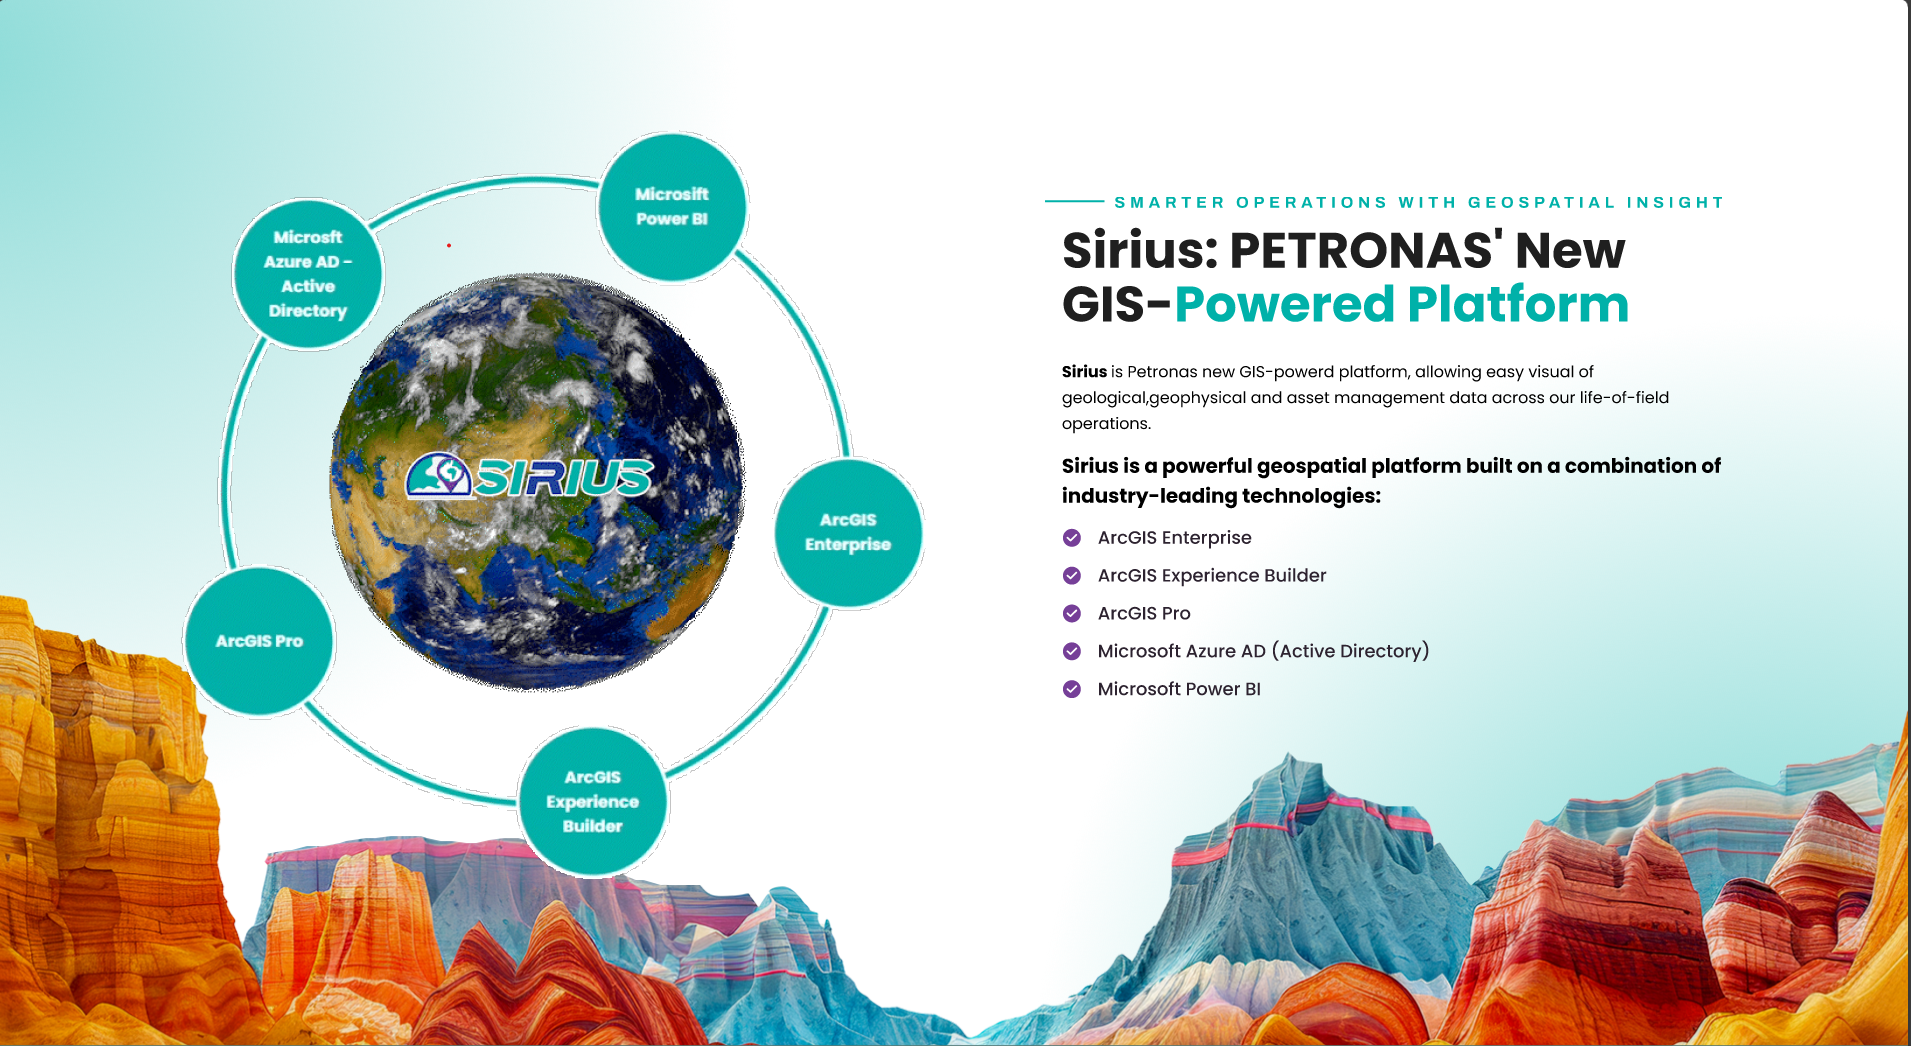 Microsift
Power BI
Microsft
Azure AD -
Active
Directory
SIRIUS
ArcGIS
Enterprise
ArcGIS Pro
ArcGIS
Experience
Builder
SMARTER OPERATIONS WITH GEOSPATIAL INSIGHT
Sirius: PETRONAS' New
GIS-Powered Platform
Sirius is Petronas new GIS-powerd platform, allowing easy visual of
geological,geophysical and asset management data across our life-of-field
operations.
Sirius is a powerful geospatial platform built on a combination of
industry-leading technologies:
ArcGIS Enterprise
ArcGIS Experience Builder
ArcGIS Pro
Microsoft Azure AD (Active Directory)
Microsoft Power BI